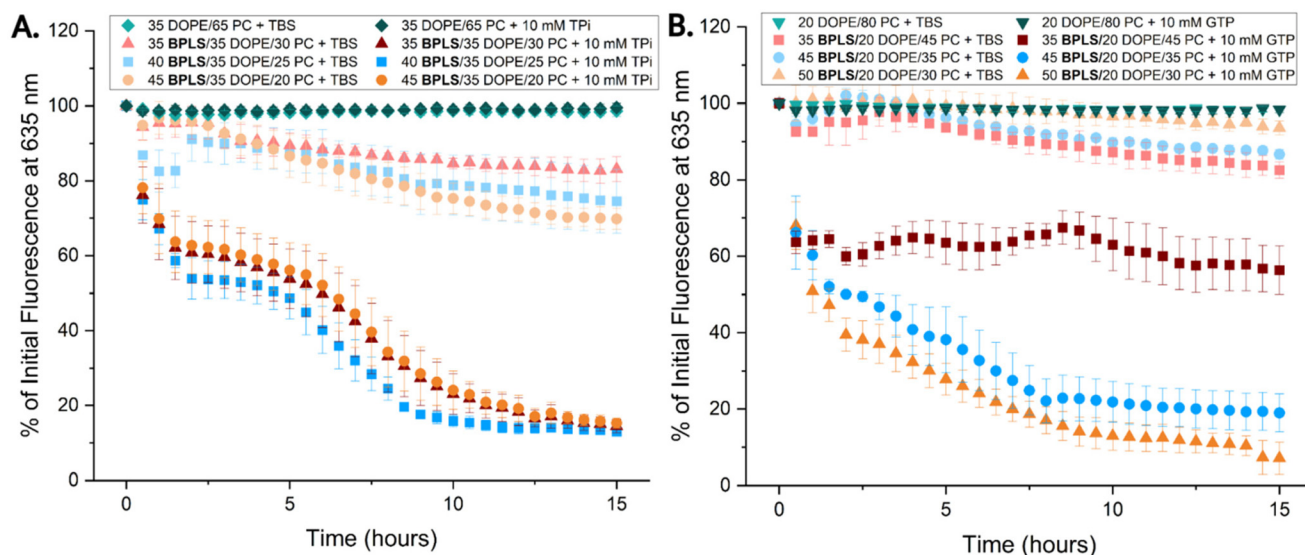 A.
35 DOPE/65 PC + TBS
35 BPLS/35 DOPE/30 PC + TBS
40 BPLS/35 DOPE/25 PC + TBS
45 BPLS/35 DOPE/20 PC + TBS
35 DOPE/65 PC + 10 mM TPi
35 BPLS/35 DOPE/30 PC + 10 mM TPi
40 BPLS/35 DOPE/25 PC + 10 mM TPi
45 BPLS/35 DOPE/20 PC + 10 mM TPi
% of Initial Fluorescence at 635 nm
120
100
80
60
40
20
0
0 5 10 15
Time (hours)
B.
20 DOPE/80 PC + TBS
35 BPLS/20 DOPE/45 PC + TBS
45 BPLS/20 DOPE/35 PC + TBS
50 BPLS/20 DOPE/30 PC + TBS
20 DOPE/80 PC + 10 mM GTP
35 BPLS/20 DOPE/45 PC + 10 mM GTP
45 BPLS/20 DOPE/35 PC + 10 mM GTP
50 BPLS/20 DOPE/30 PC + 10 mM GTP
% of Initial Fluorescence at 635 nm
120
100
80
60
40
20
0
0 5 10 15
Time (hours)